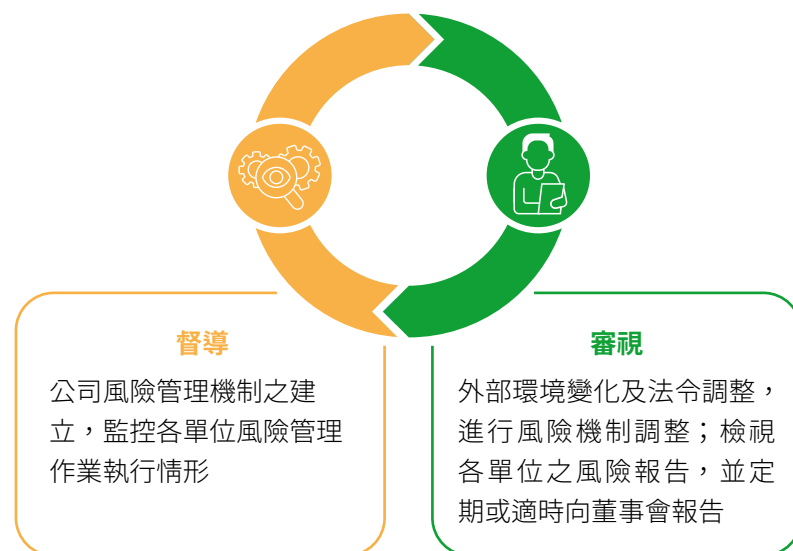 督導
公司風險管理機制之建
立，監控各單位風險管理
作業執行情形
審視
外部環境變化及法令調整，
進行風險機制調整；檢視
各單位之風險報告，並定
期或適時向董事會報告